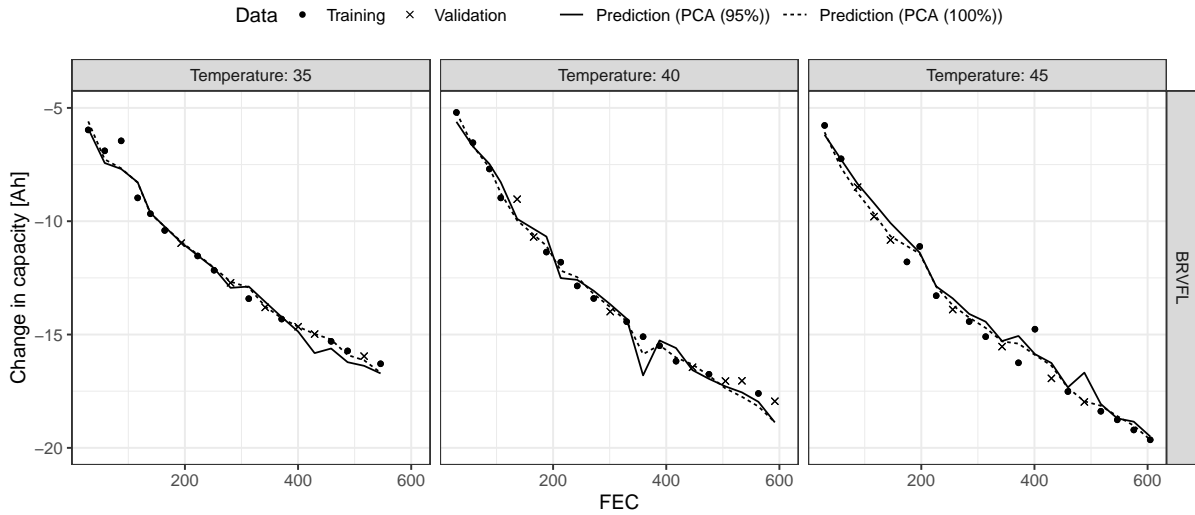 Data Training Validation Prediction (PCA (95%)) Prediction (PCA (100%))
Temperature: 35 Temperature: 40 Temperature: 45
−5
−10
−15
−20
Change in capacity [Ah]
BRVFL
200 400 600 200 400 600 200 400 600
FEC